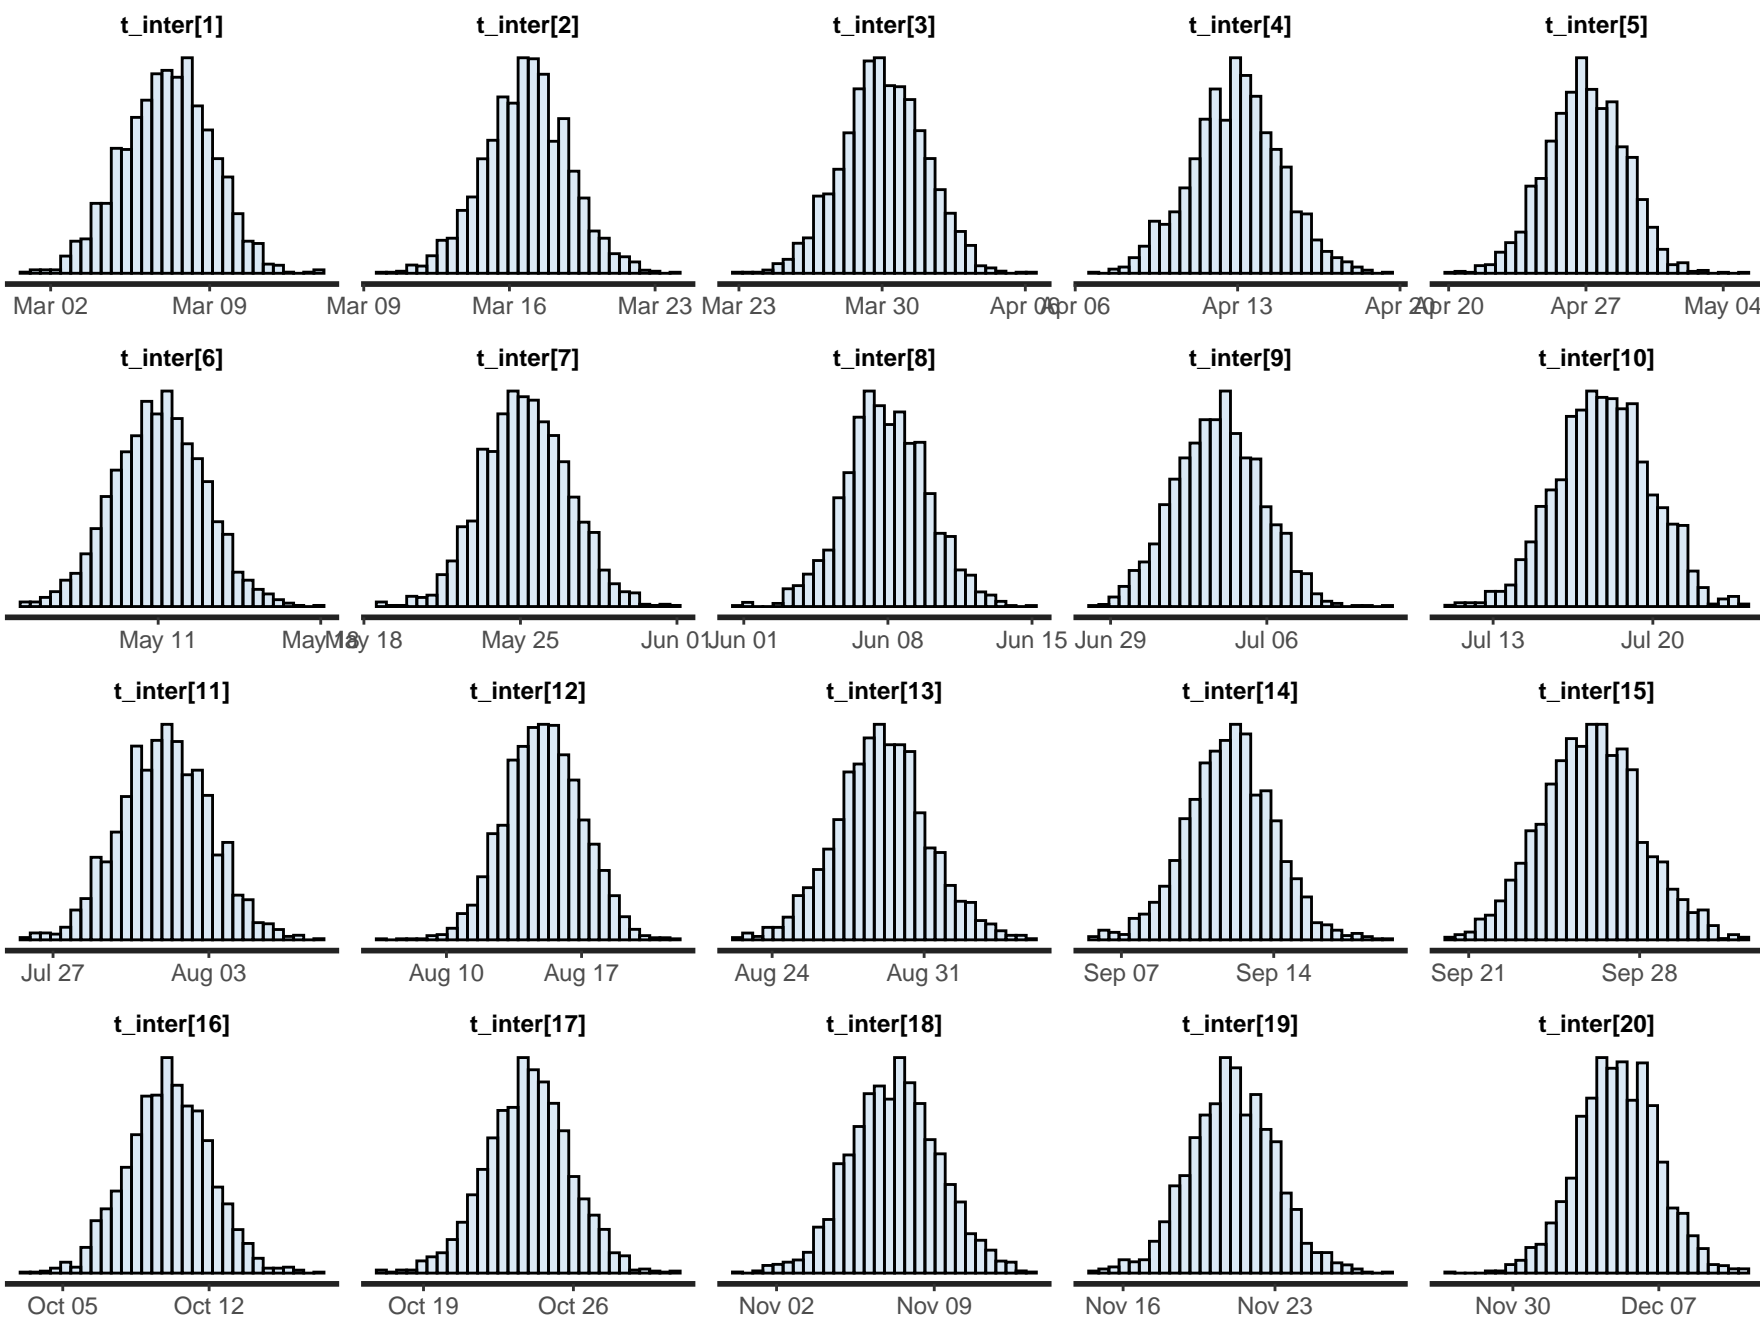 t_inter[1] t_inter[2] t_inter[3] t_inter[4] t_inter[5]
Mar 02 Mar 09 Mar 09 Mar 16 Mar 23 Mar 23 Mar 30 Apr 06 Apr 06 Apr 13 Apr 20 Apr 20 Apr 27 May 04
t_inter[6] t_inter[7] t_inter[8] t_inter[9] t_inter[10]
May 11 May 18 May 18 May 25 Jun 01 Jun 01 Jun 08 Jun 15 Jun 29 Jul 06 Jul 13 Jul 20
t_inter[11] t_inter[12] t_inter[13] t_inter[14] t_inter[15]
Jul 27 Aug 03 Aug 10 Aug 17 Aug 24 Aug 31 Sep 07 Sep 14 Sep 21 Sep 28
t_inter[16] t_inter[17] t_inter[18] t_inter[19] t_inter[20]
Oct 05 Oct 12 Oct 19 Oct 26 Nov 02 Nov 09 Nov 16 Nov 23 Nov 30 Dec 07